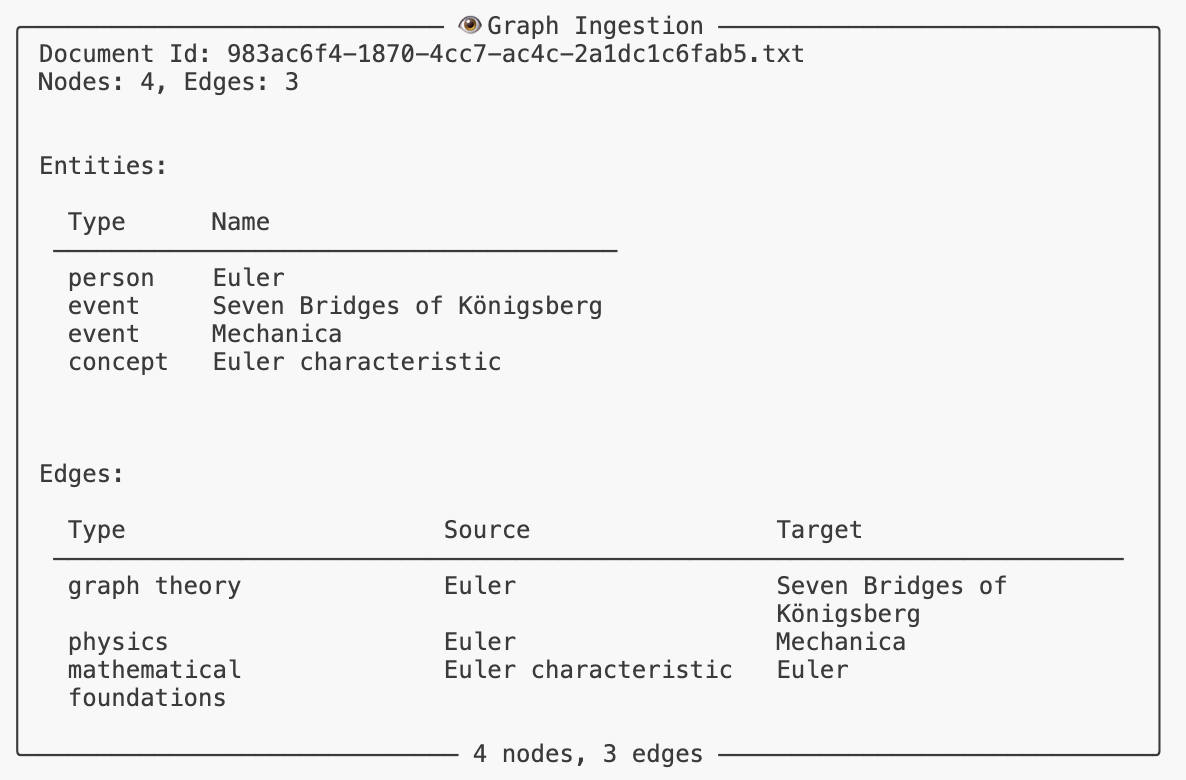 👁️Graph Ingestion
Document Id: 983ac6f4-1870-4cc7-ac4c-2a1dc1c6fab5.txt
Nodes: 4, Edges: 3
Entities:
Type Name
person Euler
event Seven Bridges of Königsberg
event Mechanica
concept Euler characteristic
Edges:
Type Source Target
graph theory Euler Seven Bridges of
Königsberg
physics Euler Mechanica
mathematical Euler characteristic Euler
foundations
4 nodes, 3 edges